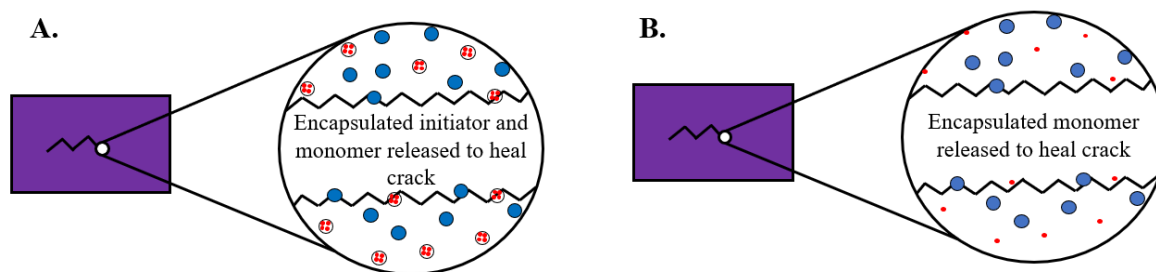 A.
Encapsulated initiator and
monomer released to heal
crack
B.
Encapsulated monomer
released to heal crack